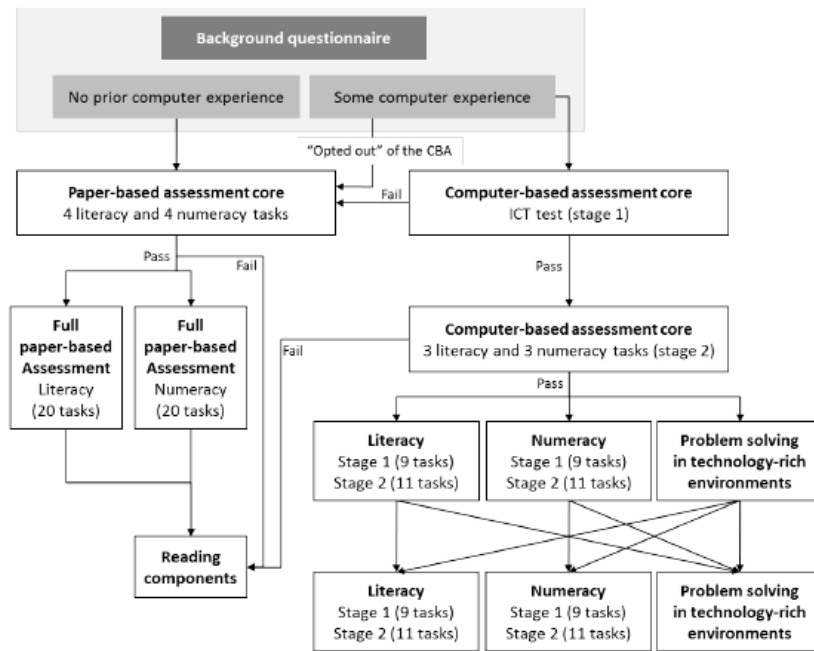 Background questionnaire
No prior computer experience
Some computer experience
“Opted out” of the CBA
Paper-based assessment core
4 literacy and 4 numeracy tasks
Fail
Computer-based assessment core
ICT test (stage 1)
Pass
Fail
Pass
Full
paper-based
Assessment
Literacy
(20 tasks)
Full
paper-based
Assessment
Numeracy
(20 tasks)
Fail
Computer-based assessment core
3 literacy and 3 numeracy tasks (stage 2)
Pass
Literacy
Stage 1 (9 tasks)
Stage 2 (11 tasks)
Numeracy
Stage 1 (9 tasks)
Stage 2 (11 tasks)
Problem solving
in technology-rich
environments
Reading
components
Literacy
Stage 1 (9 tasks)
Stage 2 (11 tasks)
Numeracy
Stage 1 (9 tasks)
Stage 2 (11 tasks)
Problem solving
in technology-rich
environments